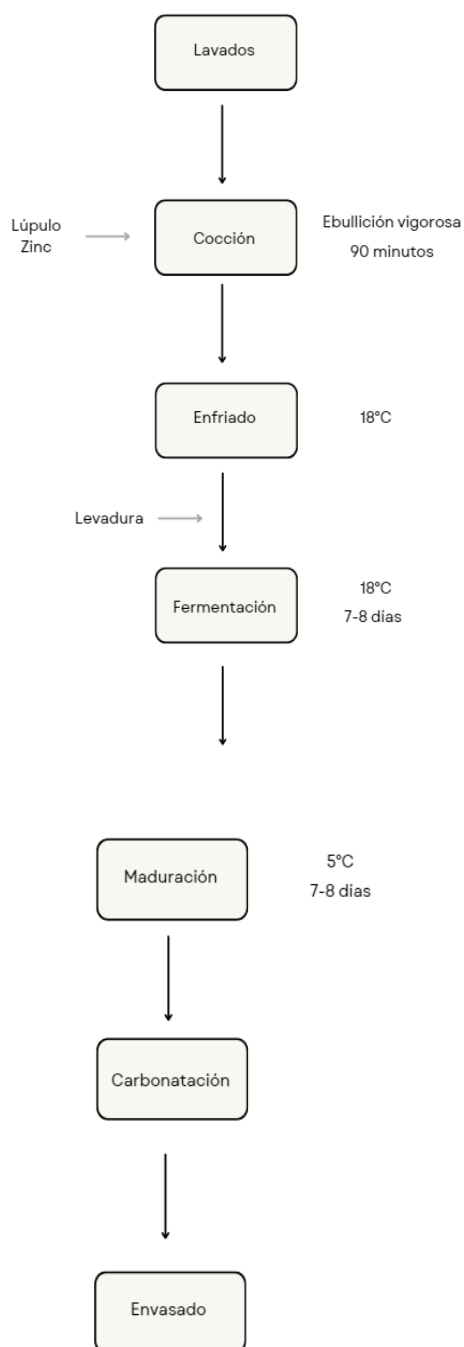 Lavados
Lúpulo
Zinc
Cocción
Ebullición vigorosa
90 minutos
Enfriado
18°C
Levadura
Fermentación
18°C
7-8 días
Maduración
5°C
7-8 días
Carbonatación
Envasado